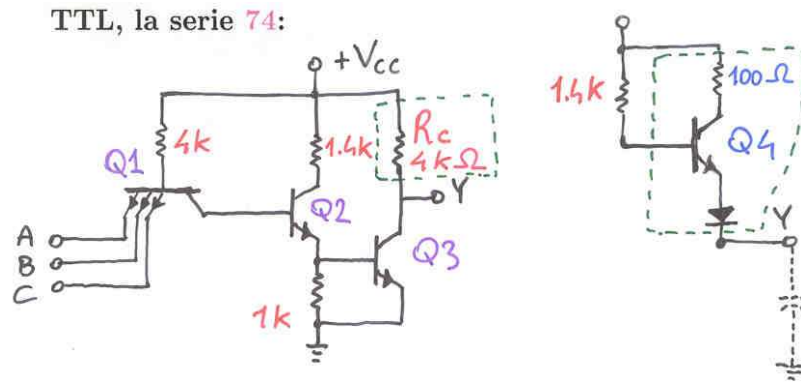 TTL, la serie 74:
+Vcc
1.4k
100Ω
Q4
Y
Q1
4k
1.4k
Rc
4kΩ
Y
Q2
Q3
A
B
C
1k